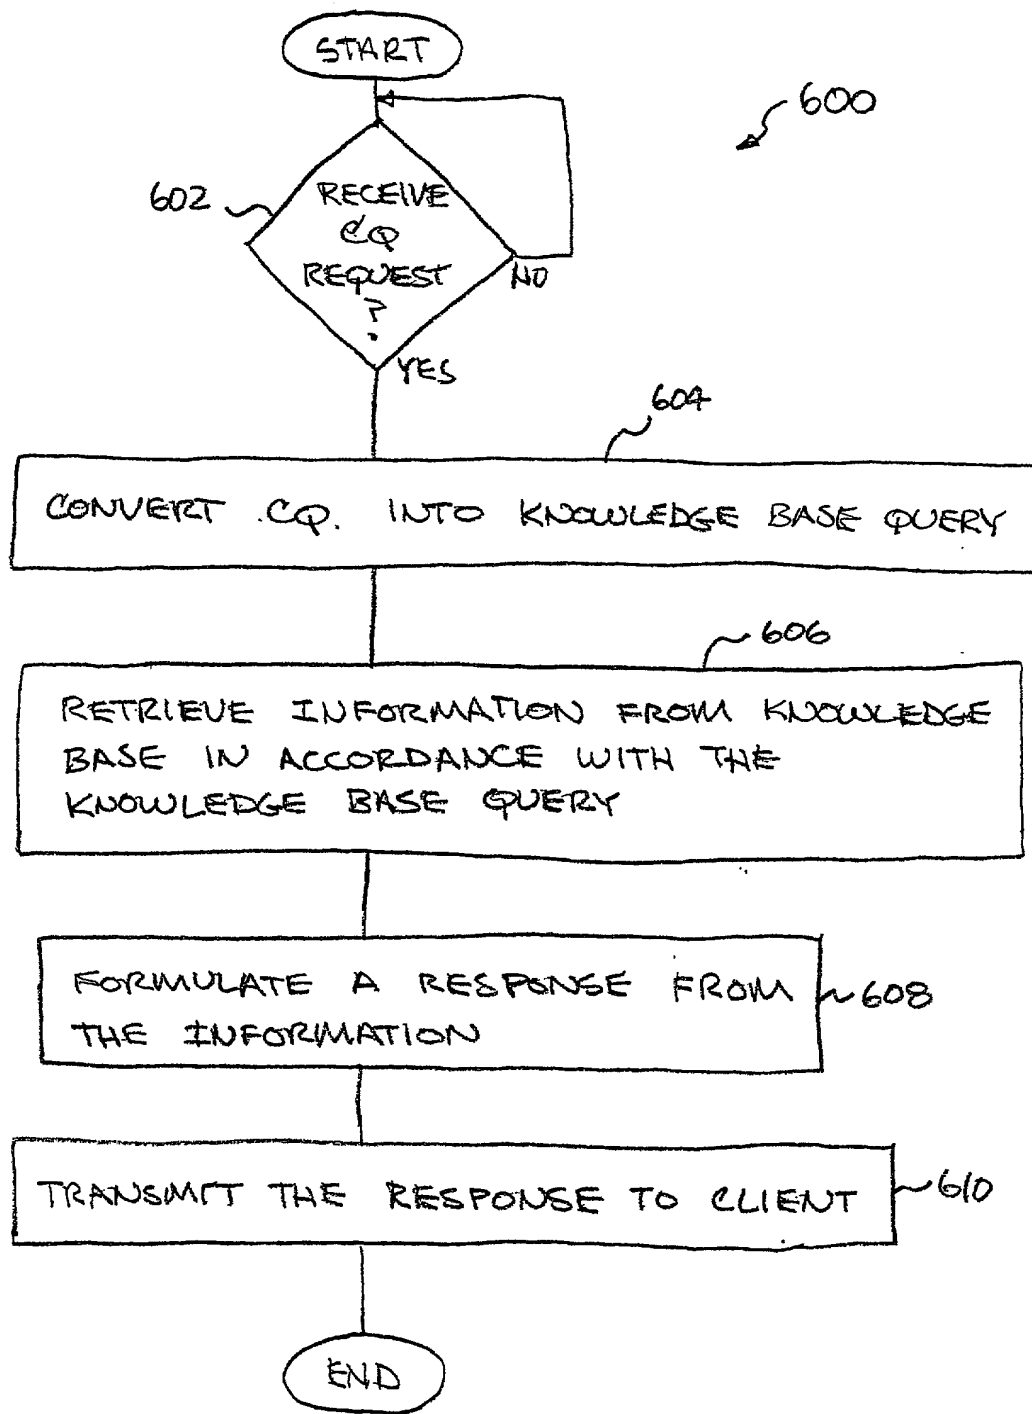 START
600
602
RECEIVE
CQ
REQUEST
?
NO
YES
604
CONVERT .CQ. INTO KNOWLEDGE BASE QUERY
606
RETRIEVE INFORMATION FROM KNOWLEDGE
BASE IN ACCORDANCE WITH THE
KNOWLEDGE BASE QUERY
FORMULATE A RESPONSE FROM
THE INFORMATION
608
TRANSMIT THE RESPONSE TO CLIENT
610
END